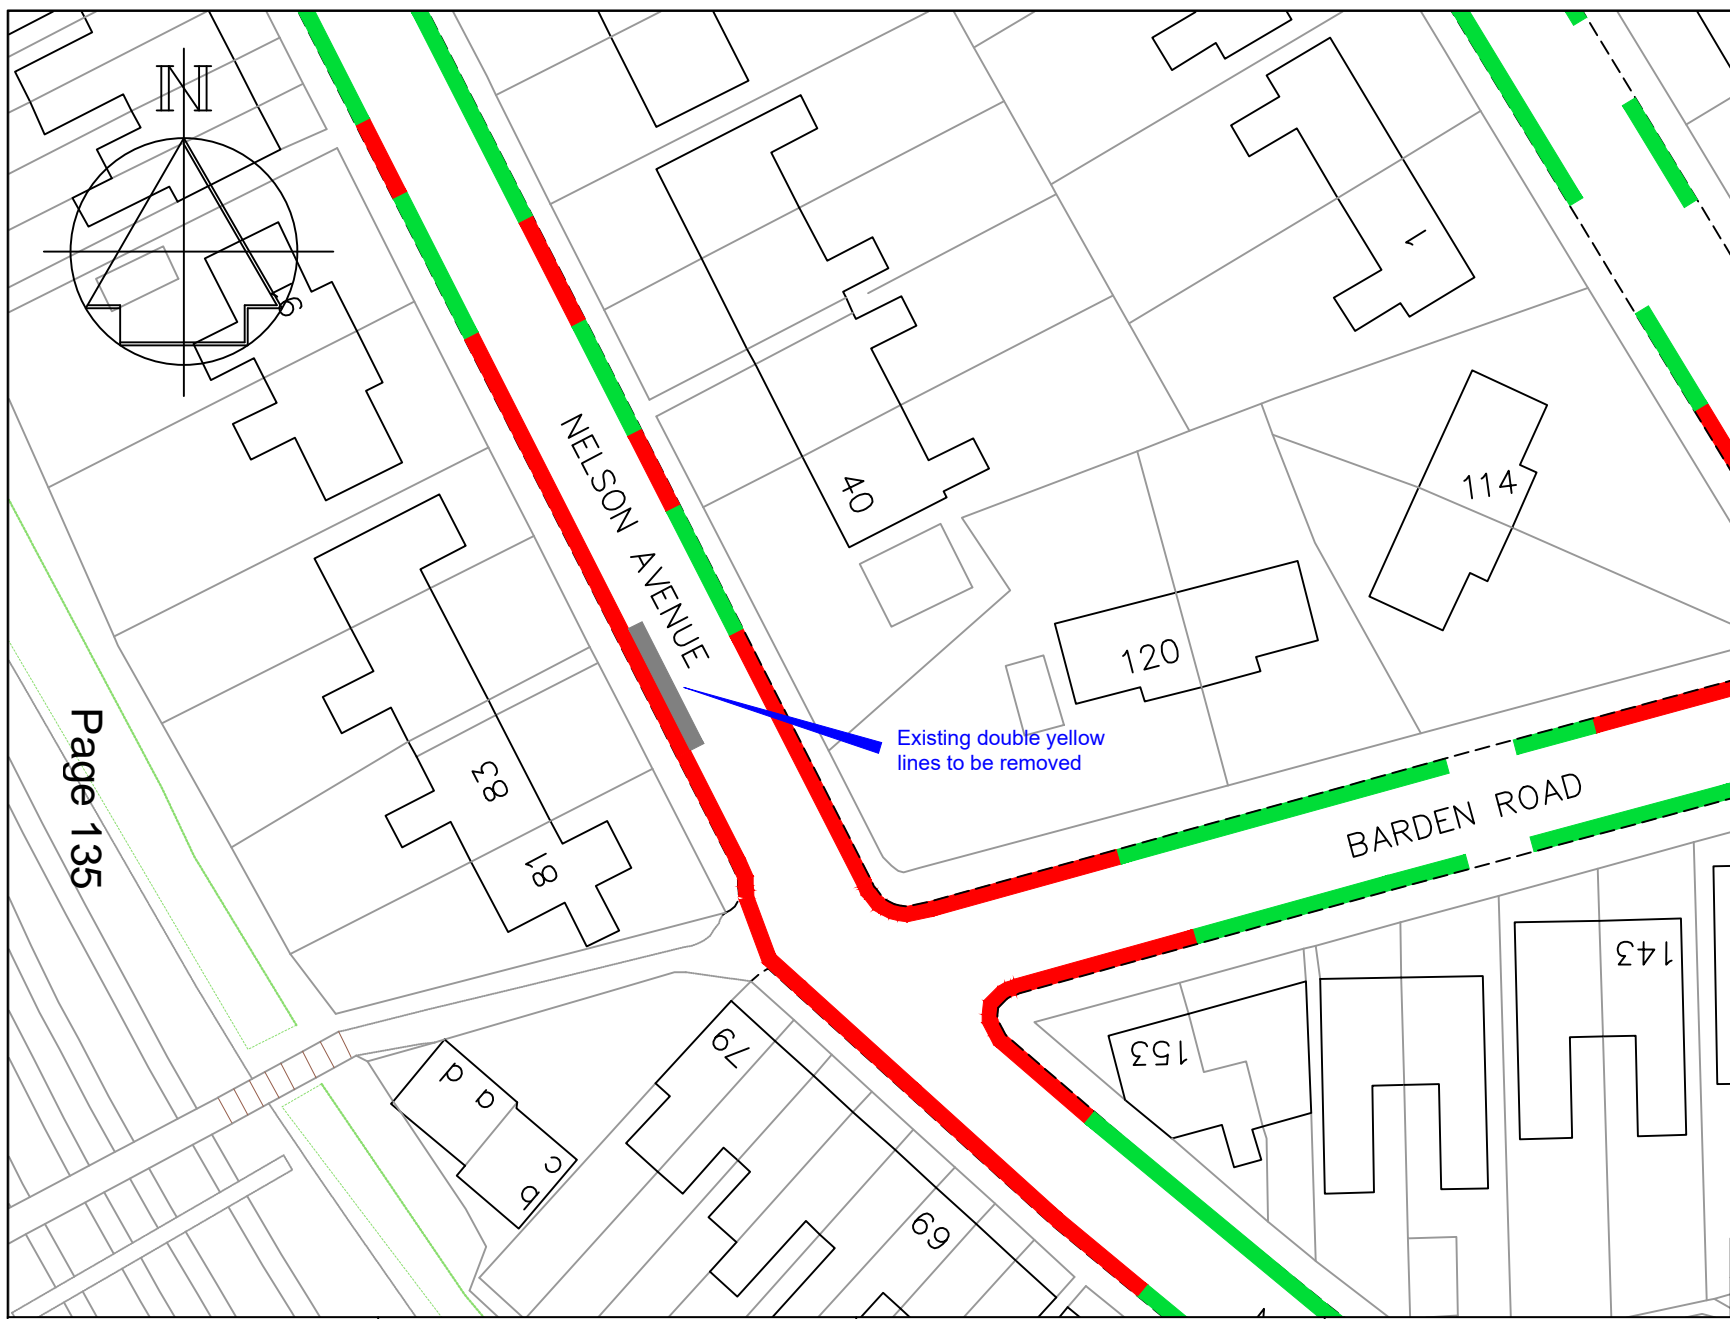 N
1
NELSON AVENUE
40
114
120
Existing double yellow
lines to be removed
Page 135
83
81
BARDEN ROAD
143
153
79
d
a
c
b
69